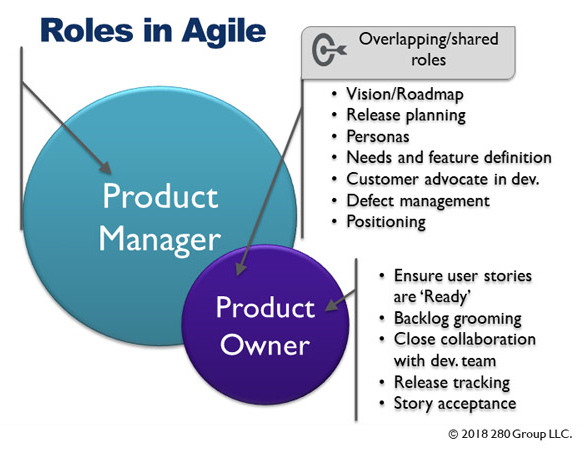 Roles in Agile
Overlapping/shared
roles
• Vision/Roadmap
• Release planning
• Personas
• Needs and feature definition
• Customer advocate in dev.
• Defect management
• Positioning
Product
Manager
Product
Owner
• Ensure user stories
are ‘Ready’
• Backlog grooming
• Close collaboration
with dev. team
• Release tracking
• Story acceptance
© 2018 280 Group LLC.